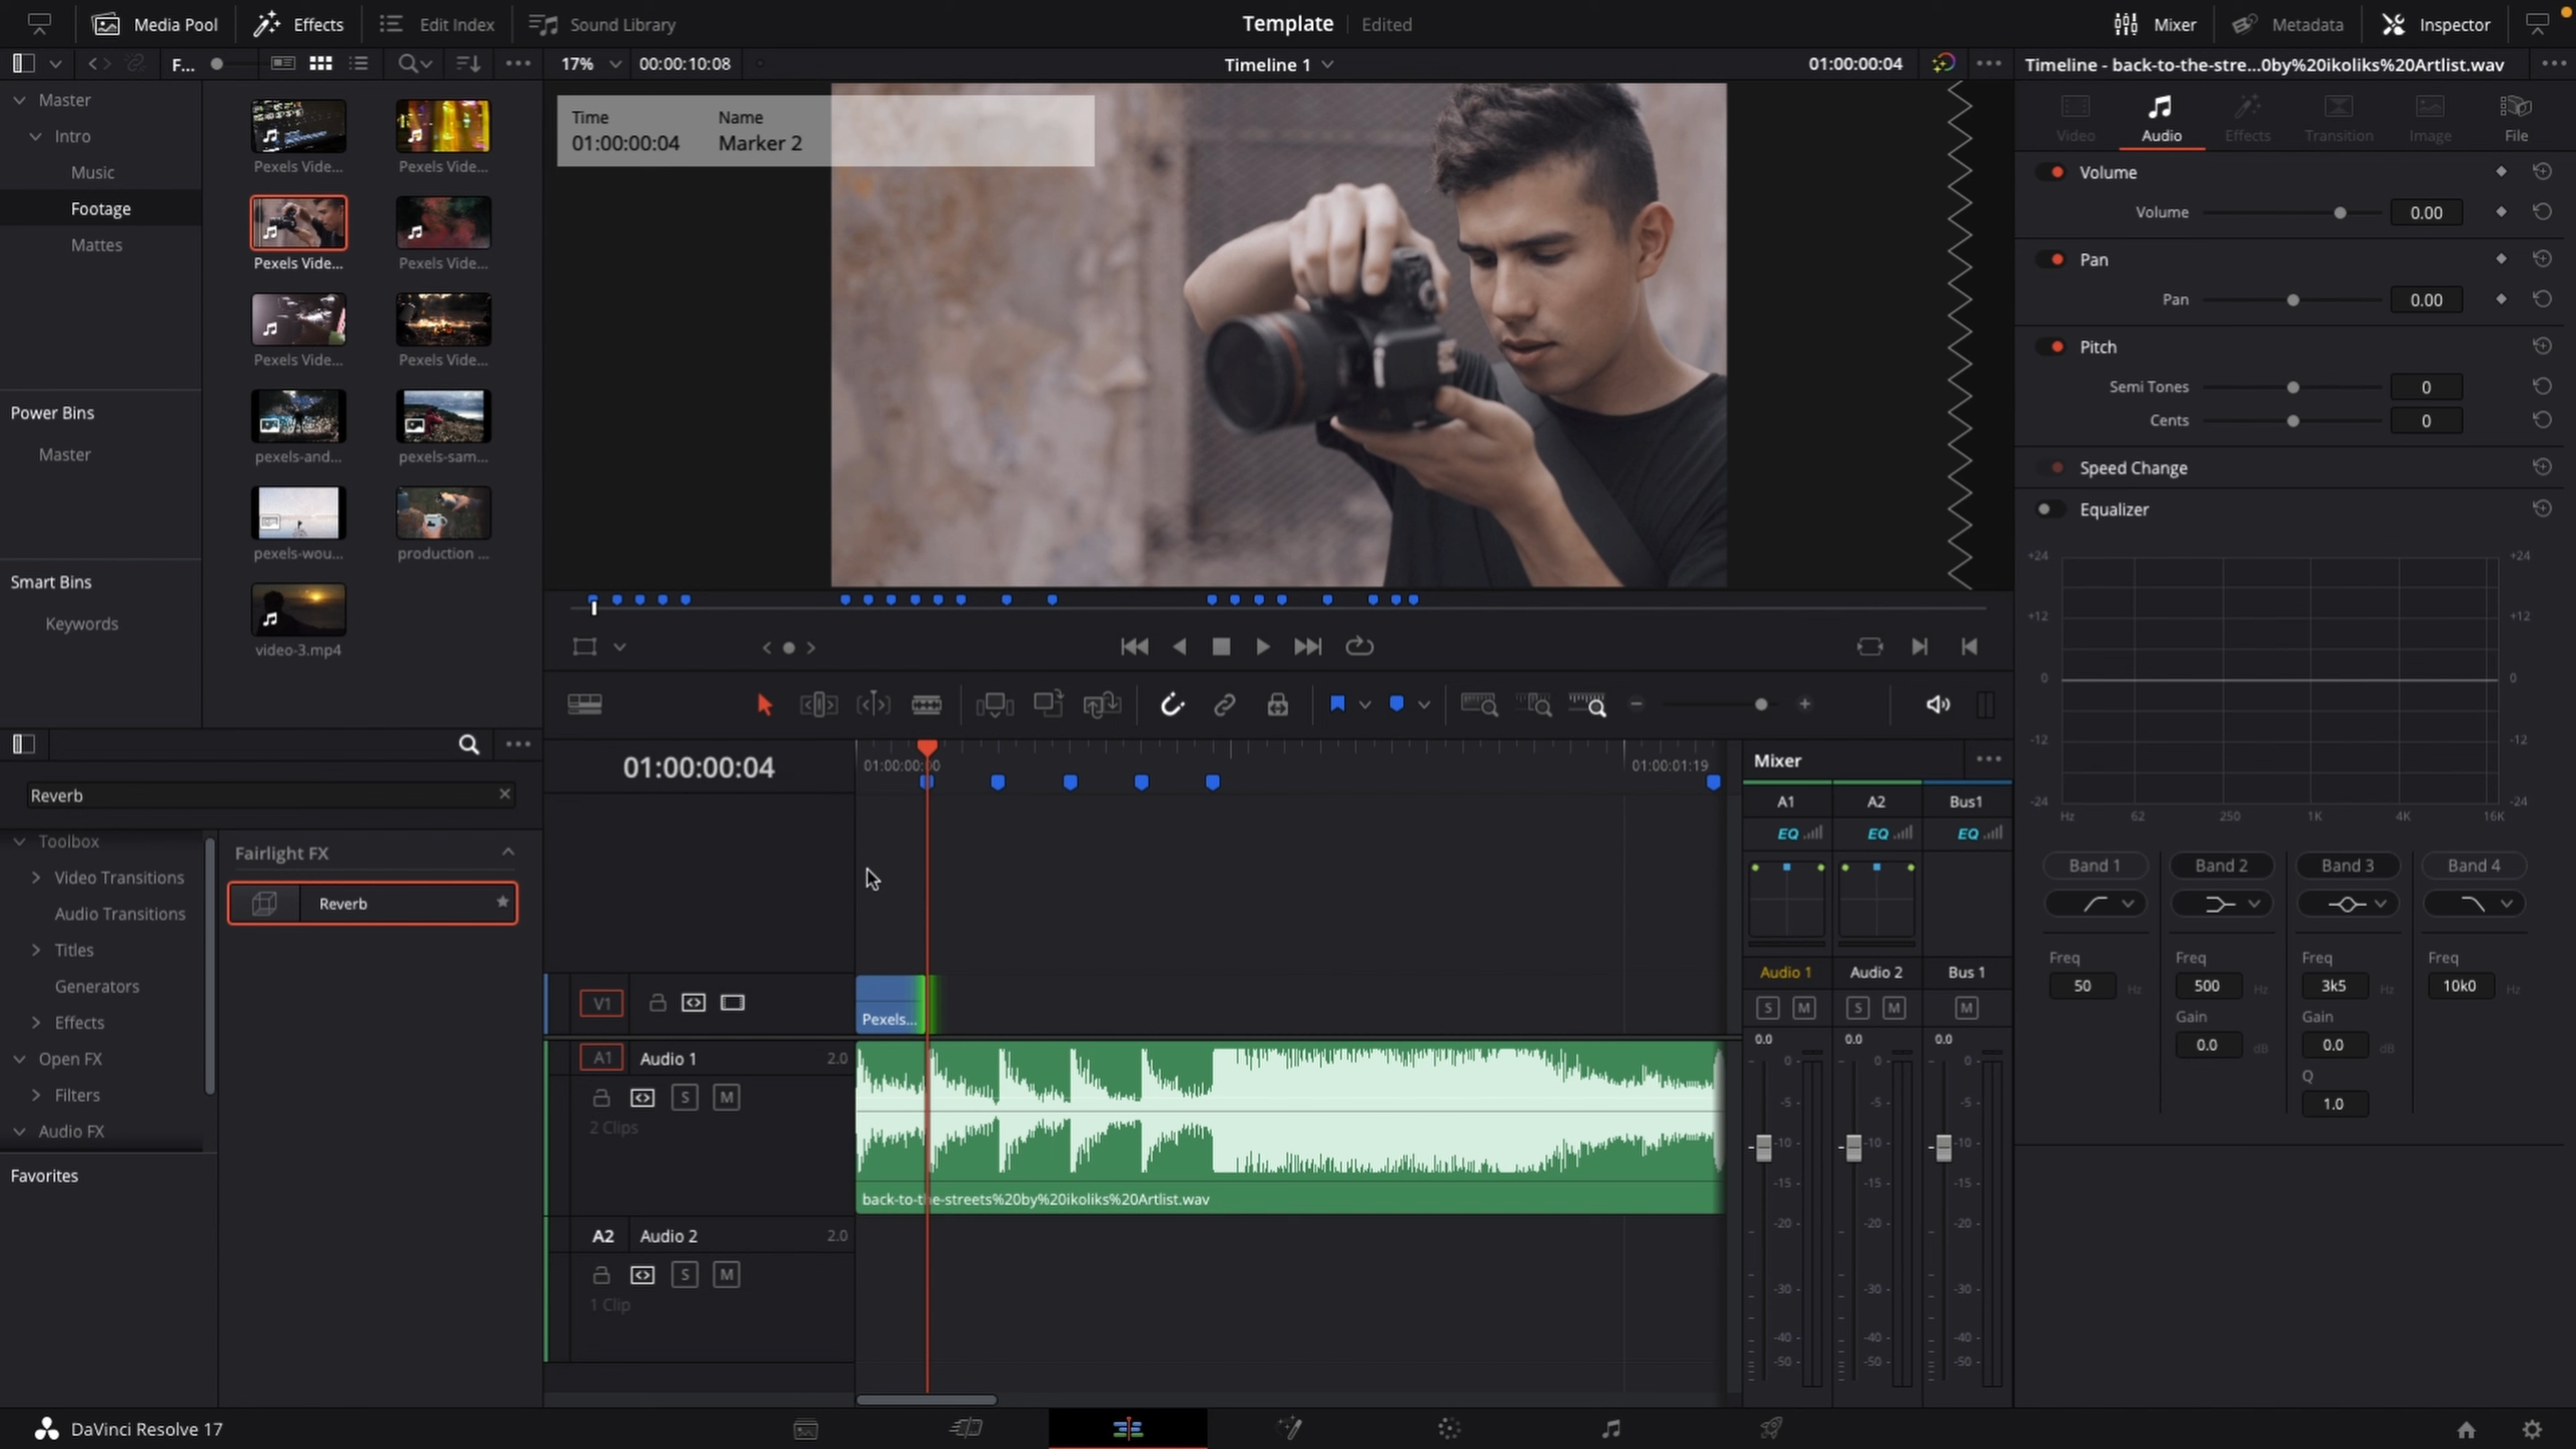 Media Pool
Effects
Edit Index
Sound Library
Template
Edited
Mixer
Metadata
Inspector
F...
17%
00:00:10:08
Timeline 1
01:00:00:04
Timeline - back-to-the-stre...0by%20ikoliks%20Artlist.wav
Master
Intro
Music
Footage
Mattes
Power Bins
Master
Smart Bins
Keywords
Pexels Vide...
Pexels Vide...
Pexels Vide...
Pexels Vide...
Pexels Vide...
Pexels Vide...
pexels-and...
pexels-sam...
pexels-wou...
production ...
video-3.mp4
Time
Name
01:00:00:04
Marker 2
Video
Audio
Effects
Transition
Image
File
Volume
Volume 0.00
Pan
Pan 0.00
Pitch
Semi Tones 0
Cents 0
Speed Change
Equalizer
+24 +24
+12 +12
0 0
-12 -12
-24 -24
Hz 62 250 1K 4K 16K
Band 1
Band 2
Band 3
Band 4
Freq Freq Freq Freq
50 Hz 500 Hz 3k5 Hz 10k0 Hz
Gain Gain
0.0 dB 0.0 dB
Q
1.0
Reverb
Toolbox
Video Transitions
Audio Transitions
Titles
Generators
Effects
Open FX
Filters
Audio FX
Favorites
Fairlight FX
Reverb
01:00:00:04
01:00:00:00
01:00:01:19
V1
Pexels...
A1 Audio 1 2.0
S M
2 Clips
back-to-the-streets%20by%20ikoliks%20Artlist.wav
A2 Audio 2 2.0
S M
1 Clip
Mixer
A1 A2 Bus1
EQ EQ EQ
Audio 1 Audio 2 Bus 1
S M S M M
0.0 0.0 0.0
0 0 0
-5 -5 -5
-10 -10 -10
-15 -15 -15
-20 -20 -20
-30 -30 -30
-40 -40 -40
-50 -50 -50
DaVinci Resolve 17